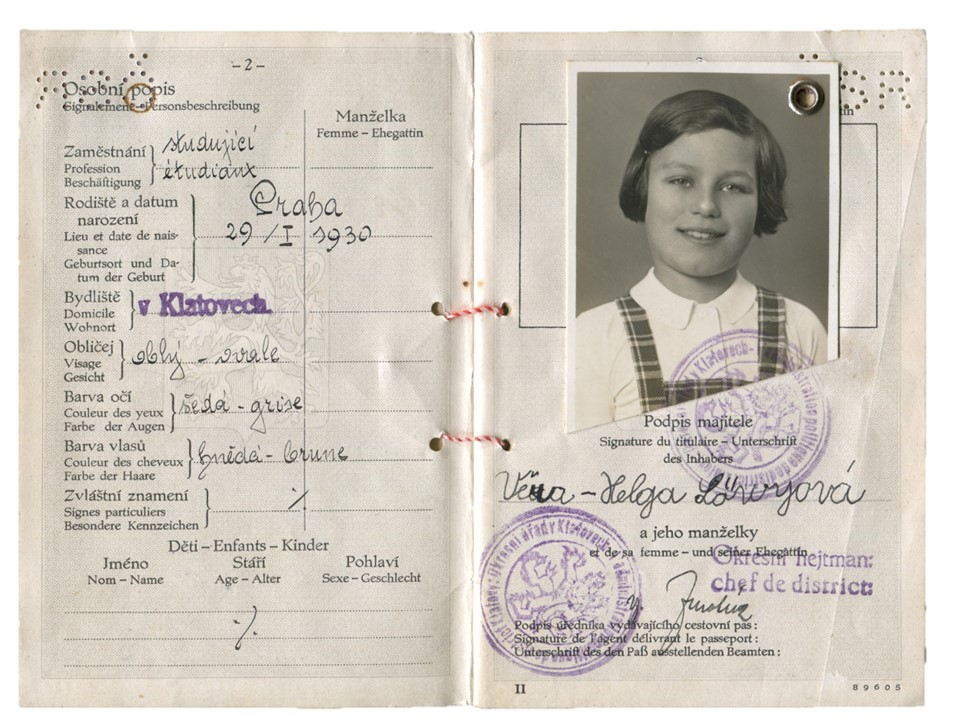 – 2 –
Osobní popis
Signalement – Personsbeschreibung
Manželka
Femme – Ehegattin
Zaměstnání
Profession
Beschäftigung
studující
étudiant
Rodiště a datum
narození
Lieu et date de nais-
sance
Geburtsort und Da-
tum der Geburt
Praha
29/I 1930
Bydliště
Domicile
Wohnort
v Klatovech.
Obličej
Visage
Gesicht
oblý - ovale
Barva očí
Couleur des yeux
Farbe der Augen
šedá - grise
Barva vlasů
Couleur des cheveux
Farbe der Haare
hnědá - brune
Zvláštní znamení
Signes particuliers
Besondere Kennzeichen
⁒
Děti – Enfants – Kinder
Jméno
Nom – Name
Stáří
Age – Alter
Pohlaví
Sexe – Geschlecht
⁒
ČSR
Podpis majitele
Signature du titulaire – Unterschrift
des Inhabers
Věra - Helga Löwyová
a jeho manželky
et de sa femme – und seiner Ehegattin
Okresní hejtman:
chef de district:
Podpis úředníka vydávajícího cestovní pas:
Signature de l'agent délivrant le passeport:
Unterschrift des den Paß ausstellenden Beamten:
II
89605